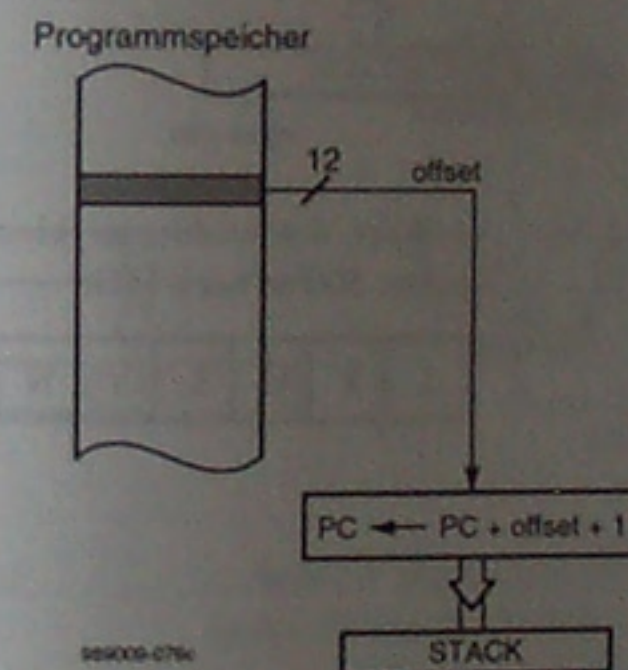 Programmspeicher
12
offset
PC ← PC + offset + 1
STACK